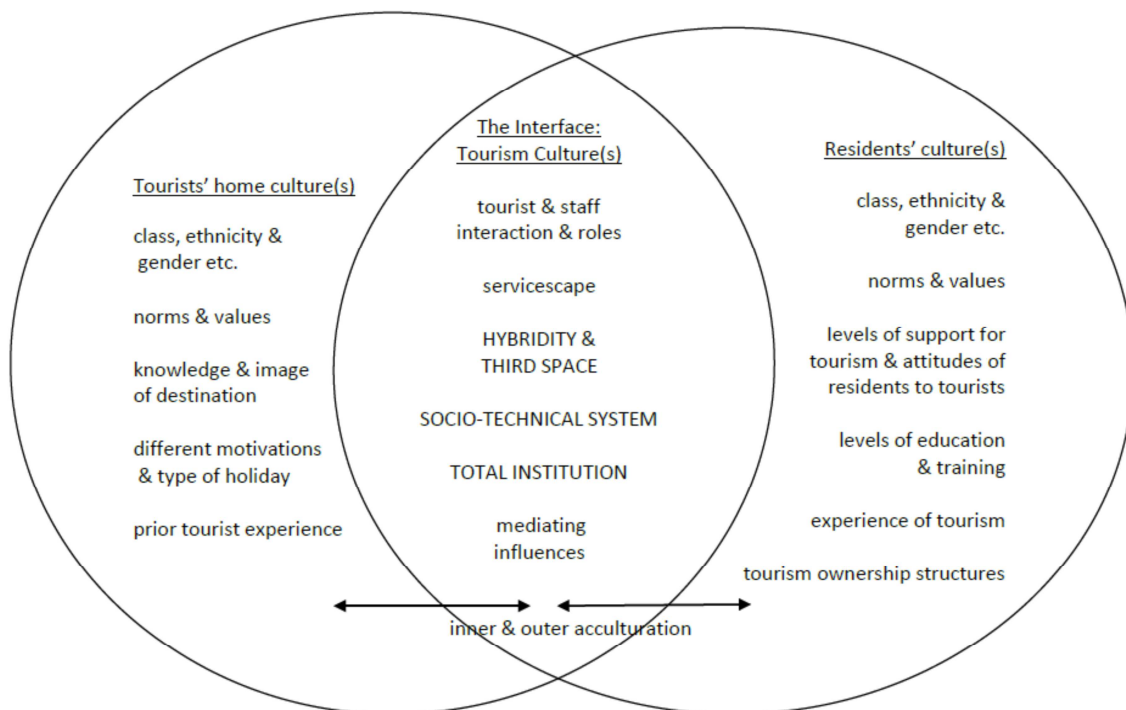 Tourists' home culture(s)
class, ethnicity &
gender etc.
norms & values
knowledge & image
of destination
different motivations
& type of holiday
prior tourist experience
The Interface:
Tourism Culture(s)
tourist & staff
interaction & roles
servicescape
HYBRIDITY &
THIRD SPACE
SOCIO-TECHNICAL SYSTEM
TOTAL INSTITUTION
mediating
influences
Residents' culture(s)
class, ethnicity &
gender etc.
norms & values
levels of support for
tourism & attitudes of
residents to tourists
levels of education
& training
experience of tourism
tourism ownership structures
inner & outer acculturation